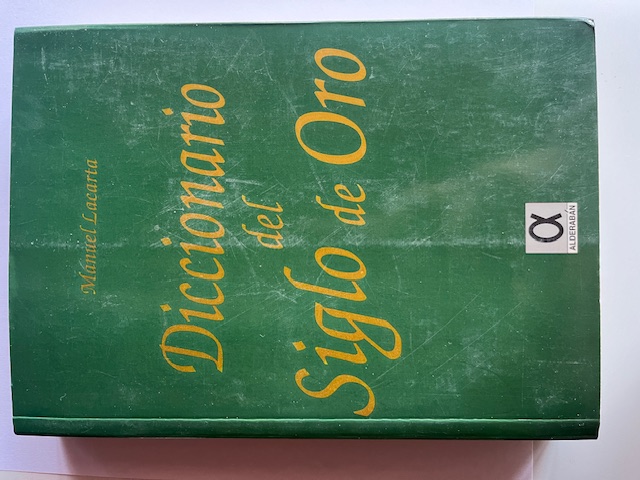 Manuel Lacarta
Diccionario
del
Siglo de Oro
ALDERABÁN